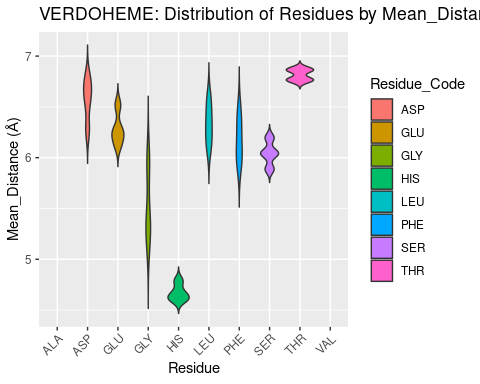 VERDOHEME: Distribution of Residues by Mean_Distan
7
6
5
Mean_Distance (Å)
ALA
ASP
GLU
GLY
HIS
LEU
PHE
SER
THR
VAL
Residue
Residue_Code
ASP
GLU
GLY
HIS
LEU
PHE
SER
THR